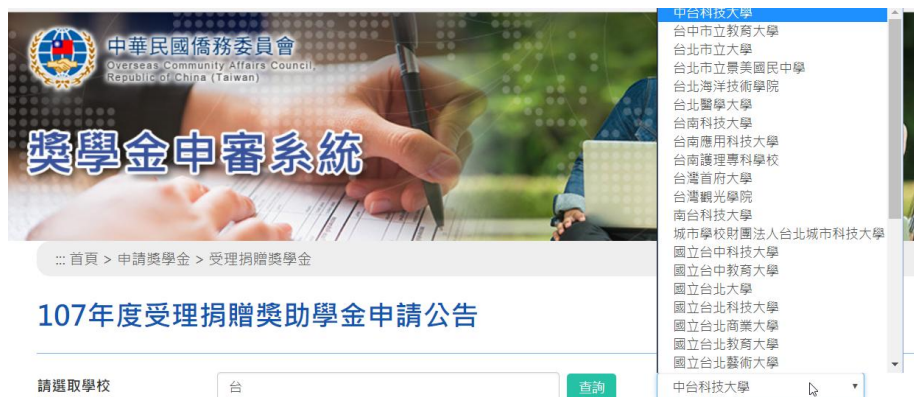 中華民國僑務委員會
Overseas Community Affairs Council,
Republic of China (Taiwan)
獎學金申審系統
::: 首頁 > 申請獎學金 > 受理捐贈獎學金
107年度受理捐贈獎助學金申請公告
請選取學校
台
查詢
中台科技大學
台中市立教育大學
台北市立大學
台北市立景美國民中學
台北海洋技術學院
台北醫學大學
台南科技大學
台南應用科技大學
台南護理專科學校
台灣首府大學
台灣觀光學院
南台科技大學
城市學校財團法人台北城市科技大學
國立台中科技大學
國立台中教育大學
國立台北大學
國立台北科技大學
國立台北商業大學
國立台北教育大學
國立台北藝術大學
中台科技大學